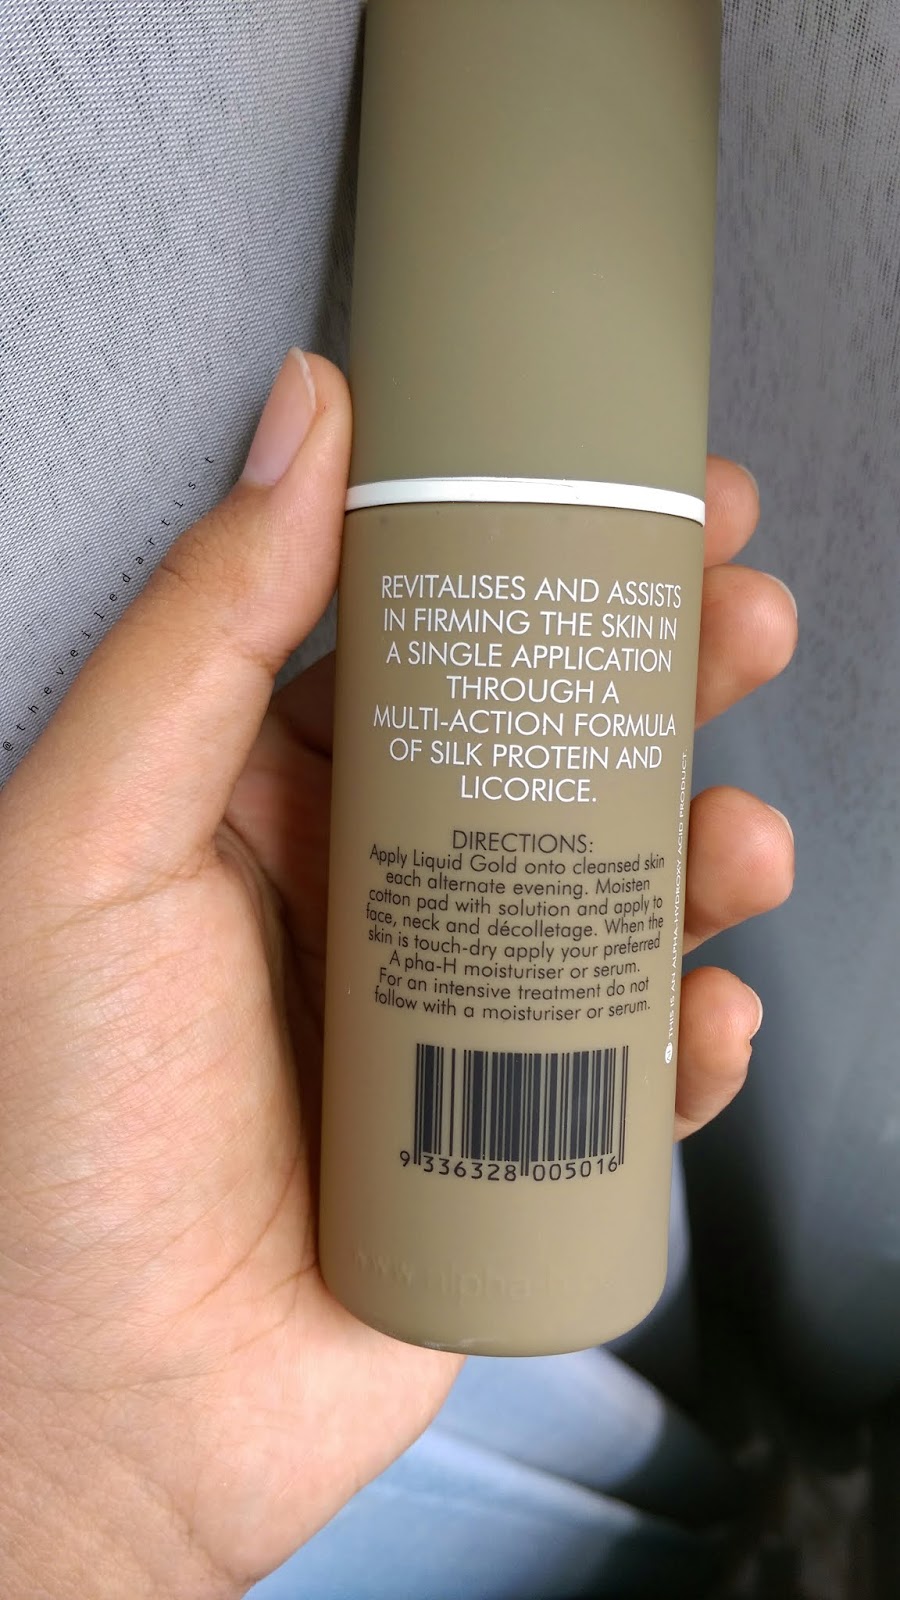 REVITALISES AND ASSISTS
IN FIRMING THE SKIN IN
A SINGLE APPLICATION
THROUGH A
MULTI-ACTION FORMULA
OF SILK PROTEIN AND
LICORICE.
DIRECTIONS:
Apply Liquid Gold onto cleansed skin
each alternate evening. Moisten
cotton pad with solution and apply to
face, neck and décolletage. When the
skin is touch-dry apply your preferred
A pha-H moisturiser or serum.
For an intensive treatment do not
follow with a moisturiser or serum.
9 336328 005016
THIS IS AN ALPHA-HYDROXY ACID PRODUCT.
@theveiledartist